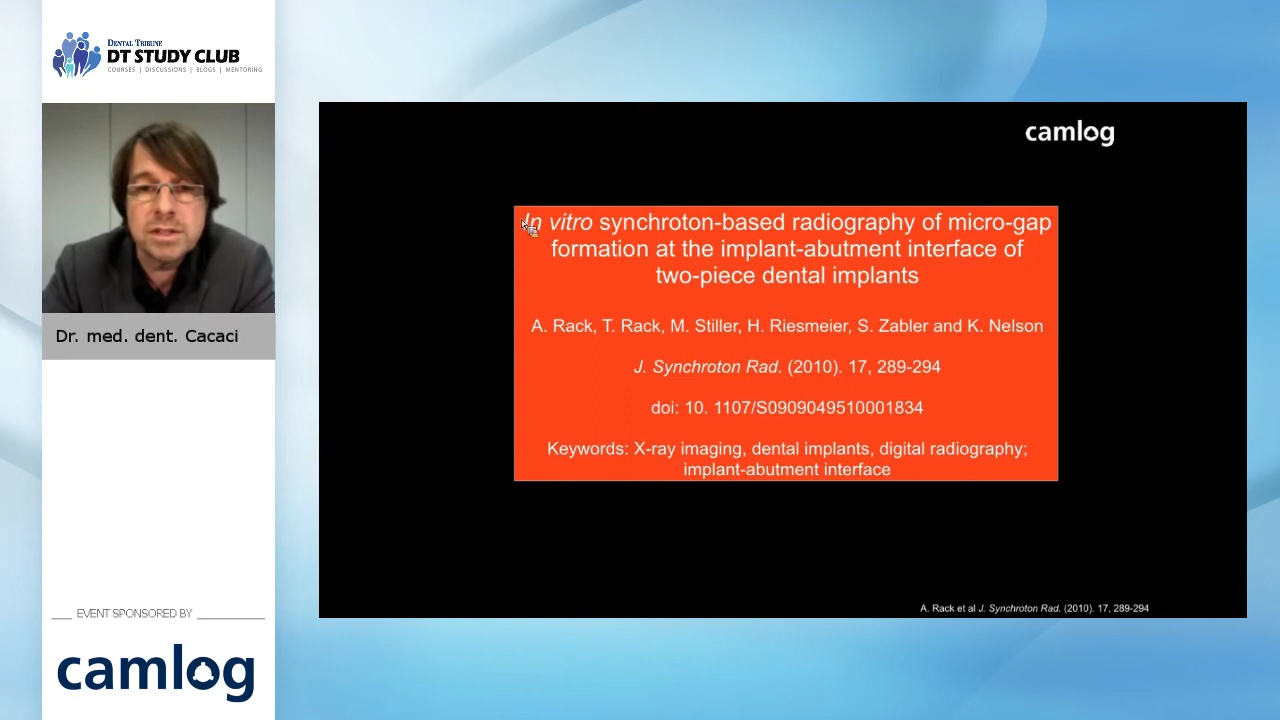 DENTAL TRIBUNE
DT STUDY CLUB
COURSES | DISCUSSIONS | BLOGS | MENTORING
Dr. med. dent. Cacaci
EVENT SPONSORED BY
camlog
camlog
In vitro synchroton-based radiography of micro-gap
formation at the implant-abutment interface of
two-piece dental implants
A. Rack, T. Rack, M. Stiller, H. Riesmeier, S. Zabler and K. Nelson
J. Synchroton Rad. (2010). 17, 289-294
doi: 10. 1107/S0909049510001834
Keywords: X-ray imaging, dental implants, digital radiography;
implant-abutment interface
A. Rack et al J. Synchroton Rad. (2010). 17, 289-294